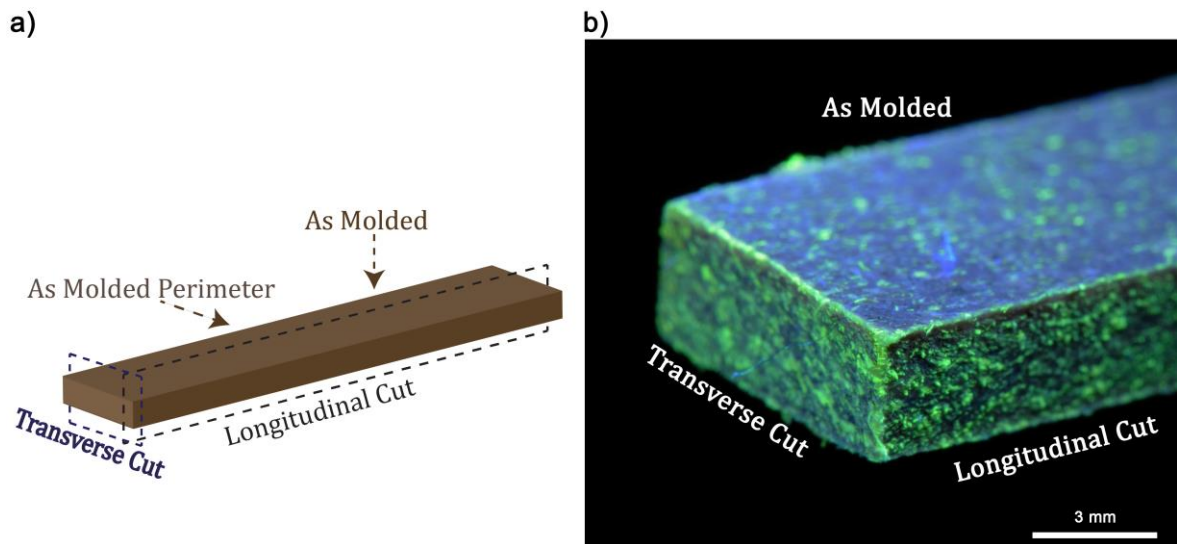 a)
As Molded
As Molded Perimeter
Longitudinal Cut
Transverse Cut
b)
As Molded
Transverse Cut
Longitudinal Cut
3 mm